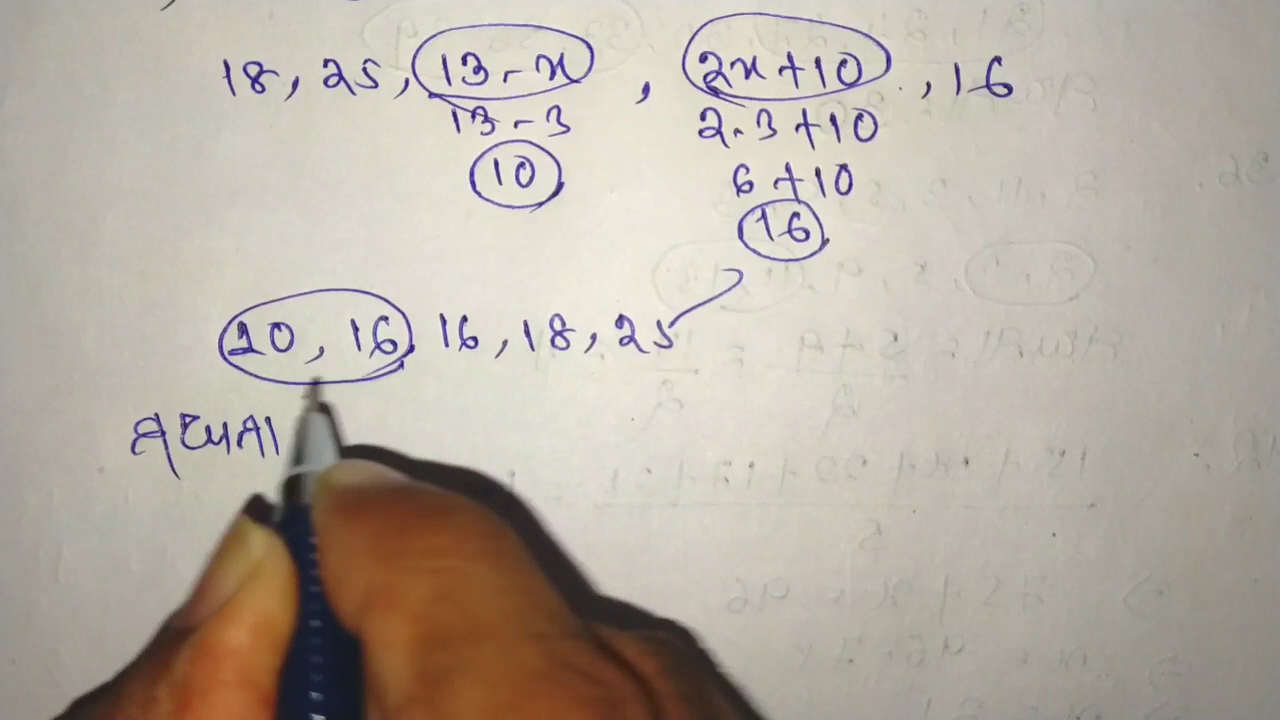 18, 25, 13-x, 2x+10, 16
13-3 2.3+10
10 6+10
16
10, 16, 16, 18, 25